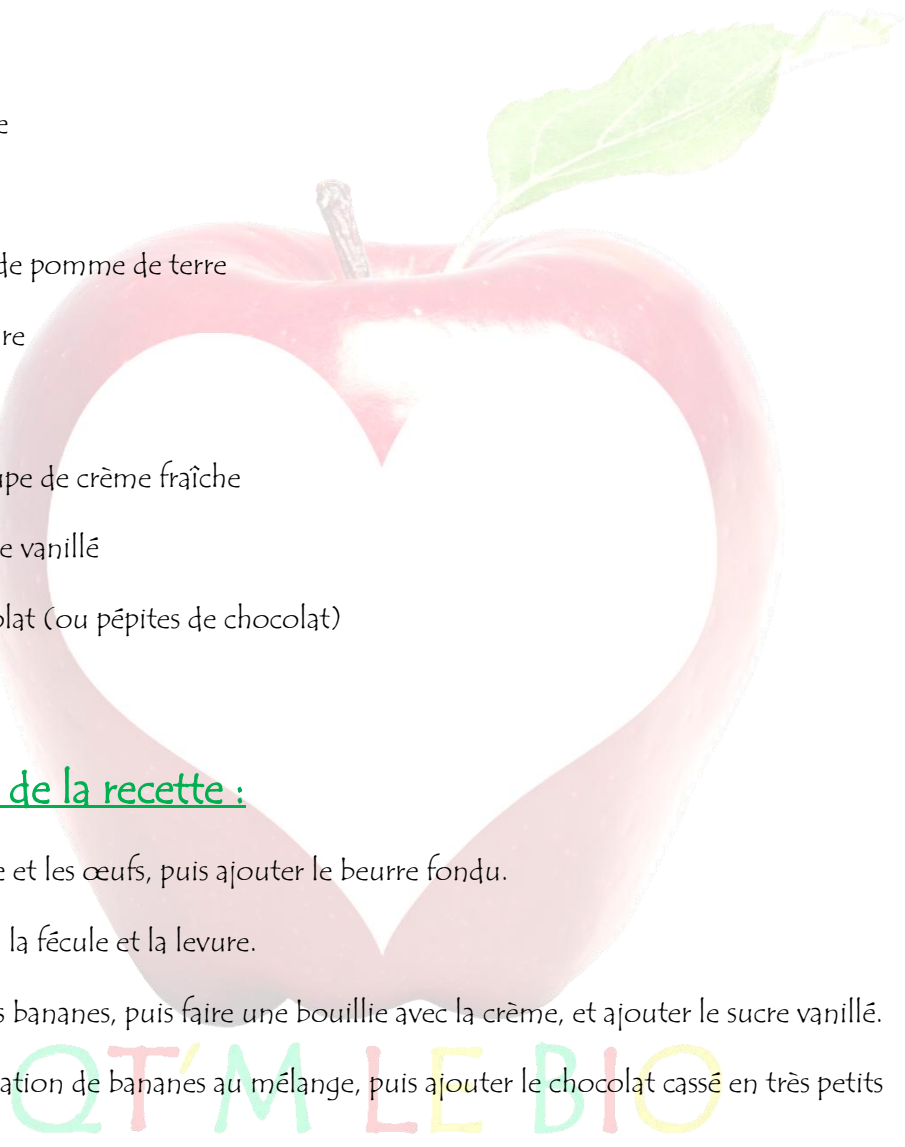 e
de pomme de terre
re
upe de crème fraîche
e vanillé
olat (ou pépites de chocolat)
de la recette :
e et les œufs, puis ajouter le beurre fondu.
la fécule et la levure.
s bananes, puis faire une bouillie avec la crème, et ajouter le sucre vanillé.
ation de bananes au mélange, puis ajouter le chocolat cassé en très petits
QT'M LE BIO